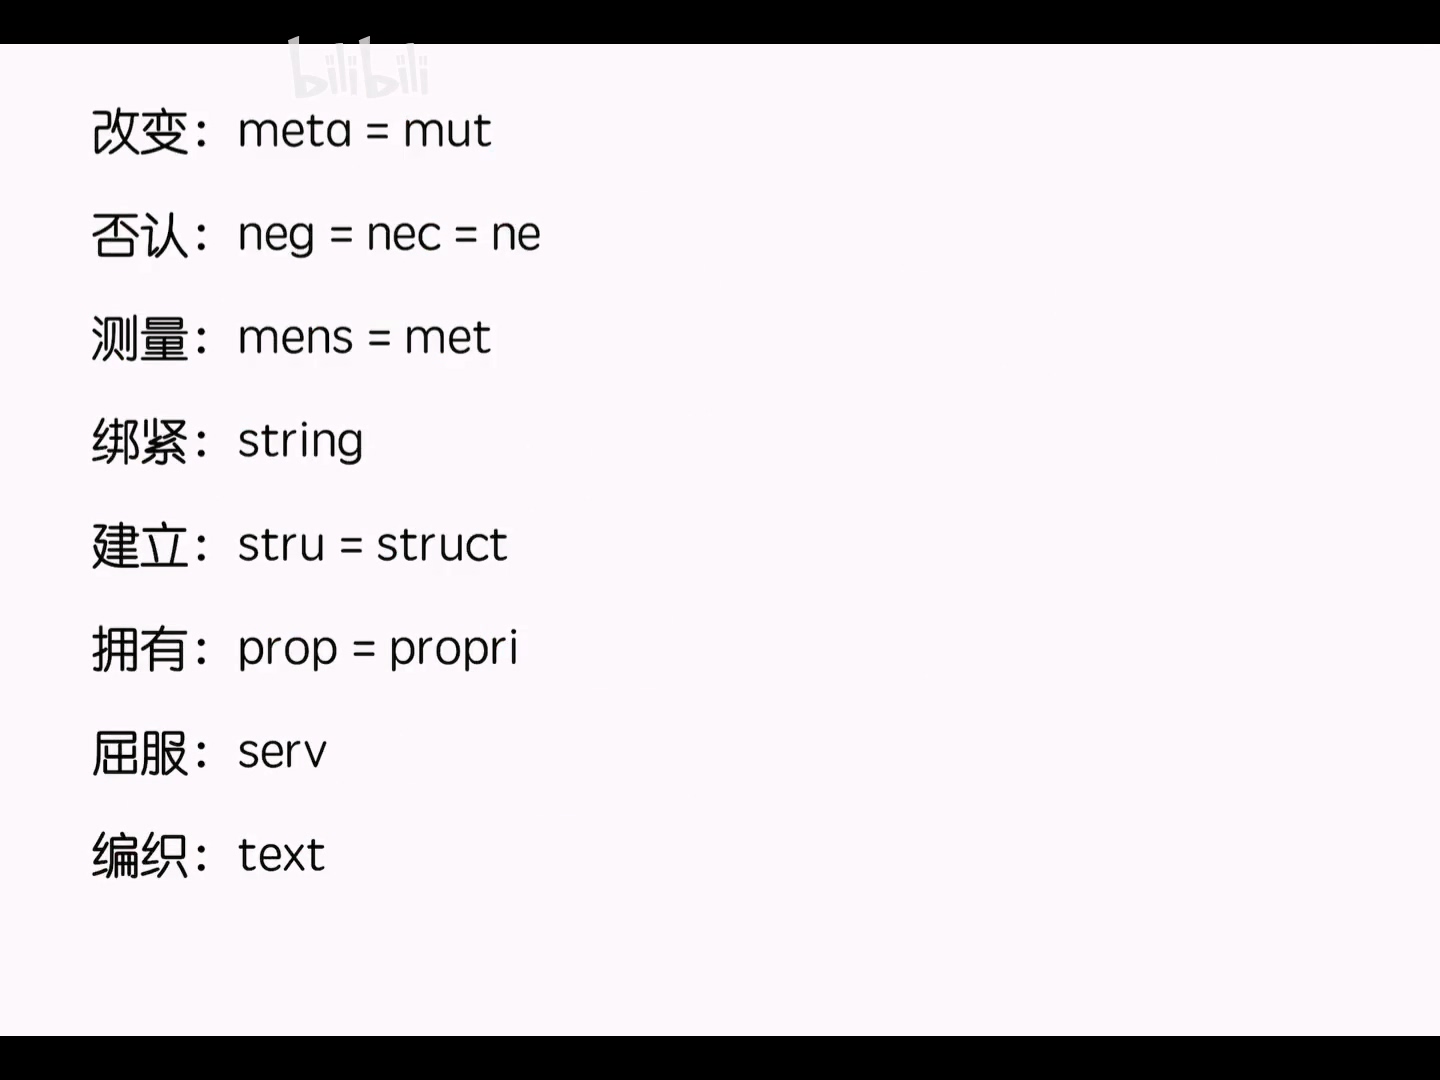 bilibili
改变：meta = mut
否认：neg = nec = ne
测量：mens = met
绑紧：string
建立：stru = struct
拥有：prop = propri
屈服：serv
编织：text